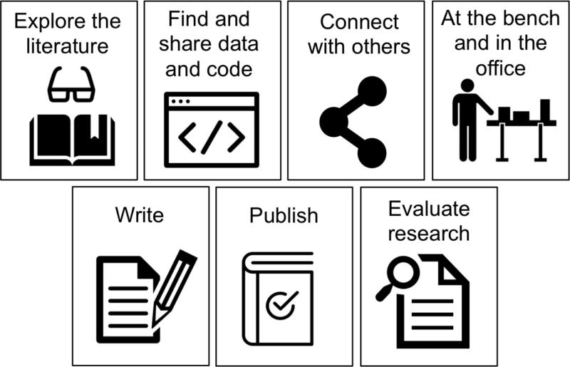 Explore the
literature
Find and
share data
and code
Connect
with others
At the bench
and in the
office
Write
Publish
Evaluate
research